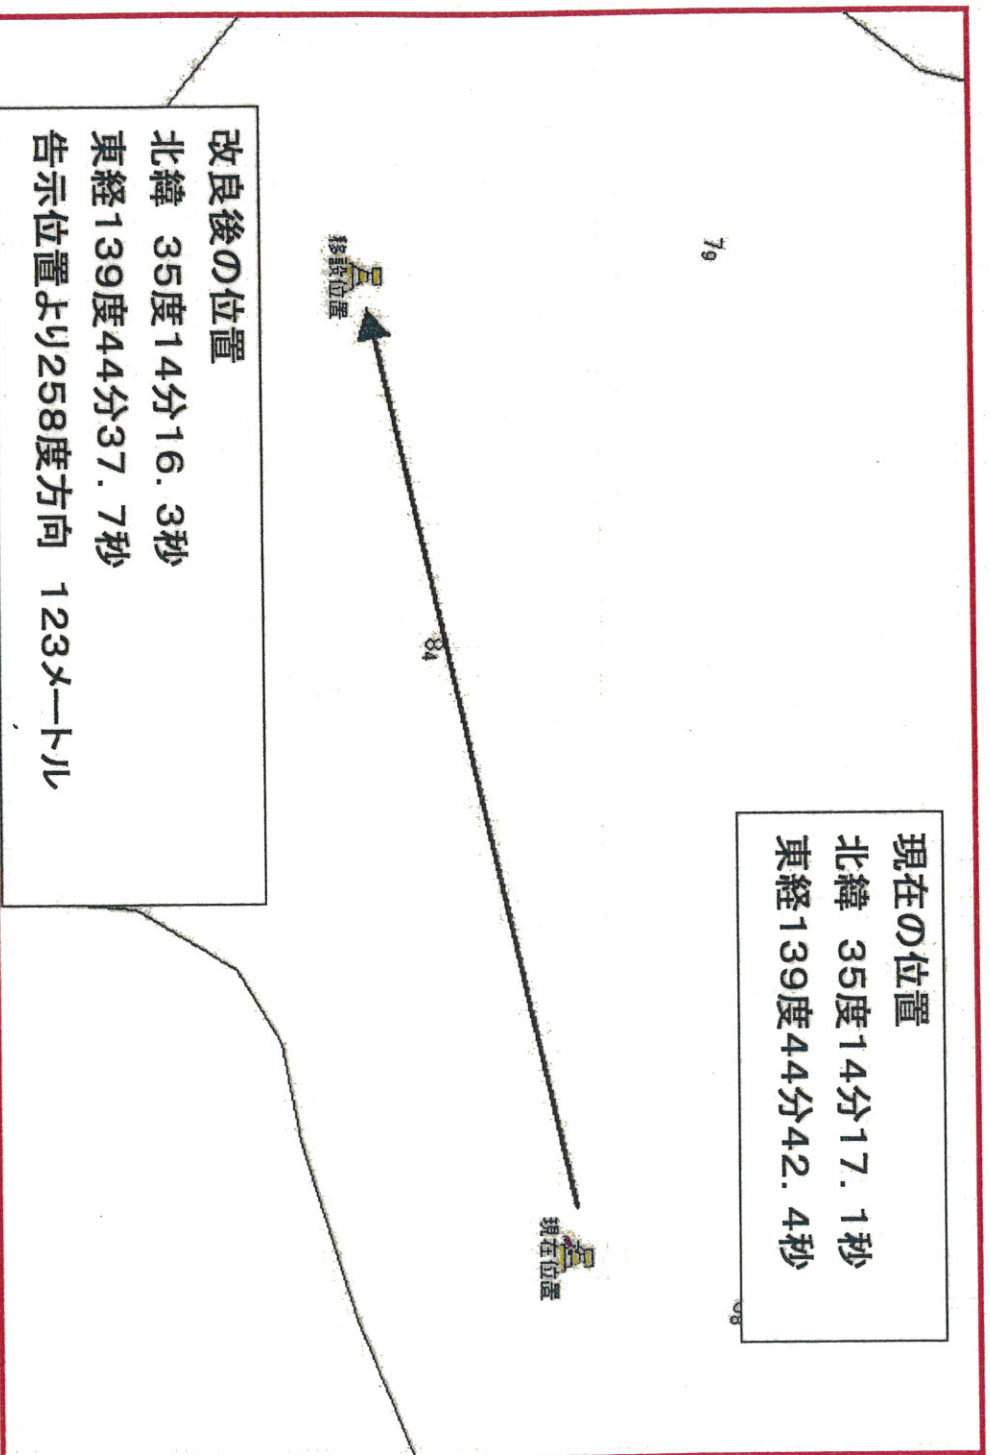 現在の位置
北緯 35度14分17.1秒
東経139度44分42.4秒
7₉
移設位置
8₄
現在位置
改良後の位置
北緯 35度14分16.3秒
東経139度44分37.7秒
告示位置より258度方向 123メートル